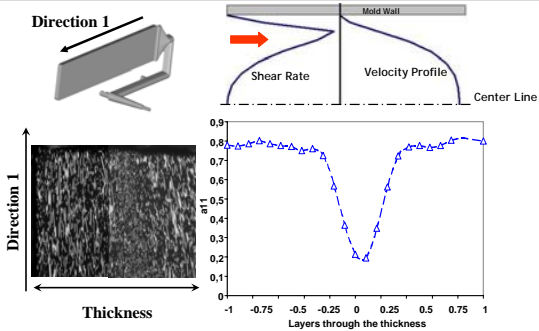 Direction 1
Mold Wall
Shear Rate
Velocity Profile
Center Line
Direction 1
Thickness
a11
0,9
0,8
0,7
0,6
0,5
0,4
0,3
0,2
0,1
0
-1 -0.75 -0.5 -0.25 0 0.25 0.5 0.75 1
Layers through the thickness